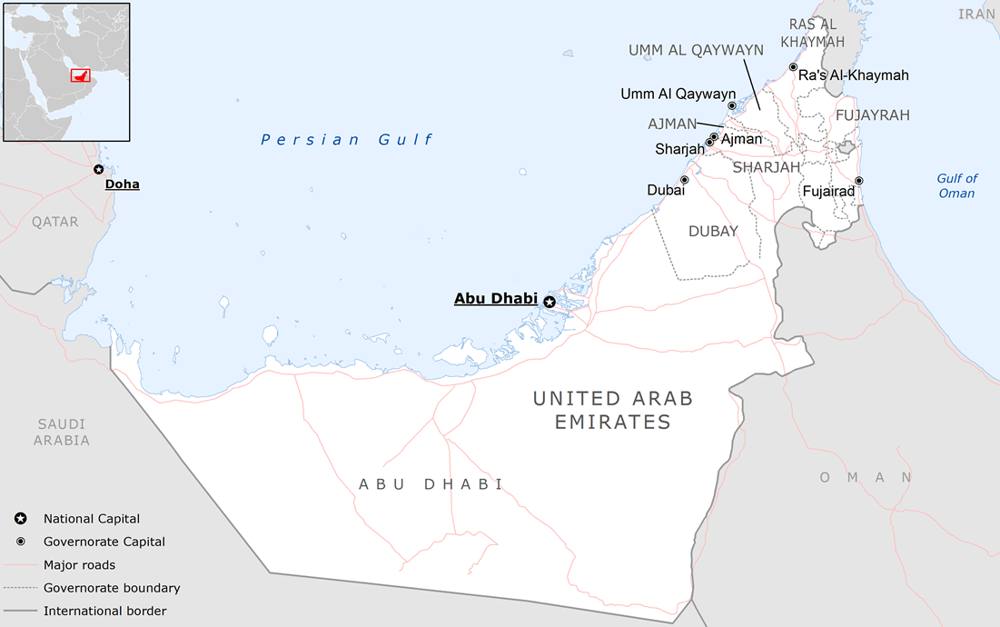 IRAN
RAS AL
KHAYMAH
UMM AL QAYWAYN
Ra's Al-Khaymah
Umm Al Qaywayn
FUJAYRAH
AJMAN
Persian Gulf
Ajman
Sharjah
SHARJAH
Doha
Dubai
Fujairad
Gulf of
Oman
QATAR
DUBAY
Abu Dhabi
UNITED ARAB
EMIRATES
SAUDI
ARABIA
ABU DHABI
OMAN
National Capital
Governorate Capital
Major roads
Governorate boundary
International border